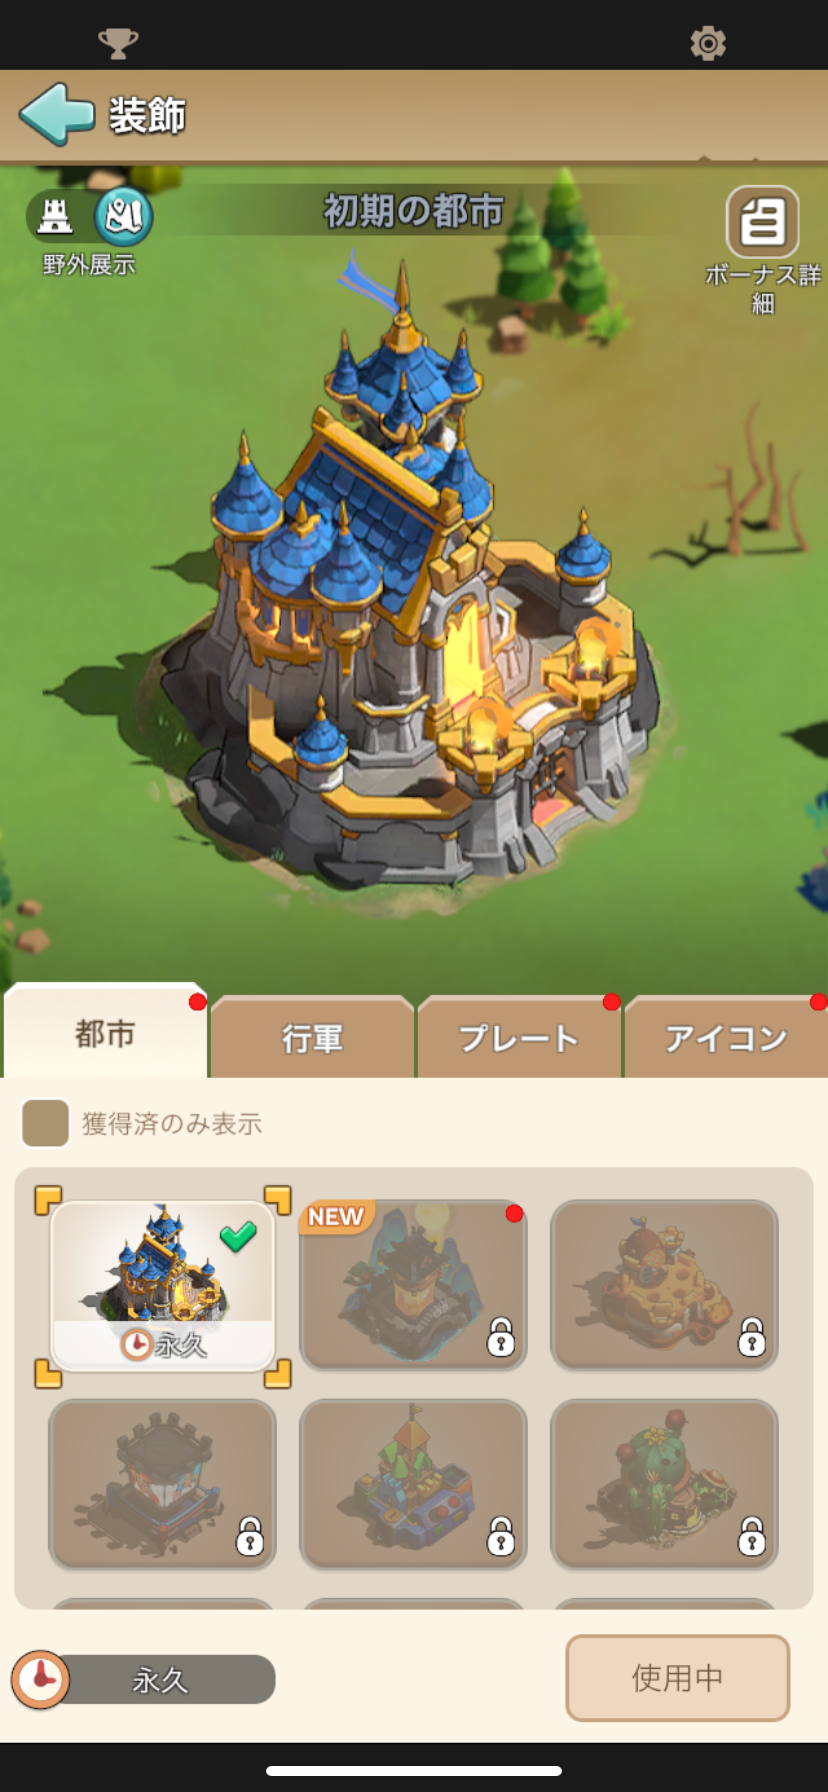 装飾
初期の都市
野外展示
ボーナス詳
細
都市
行軍
プレート
アイコン
獲得済のみ表示
NEW
永久
永久
使用中